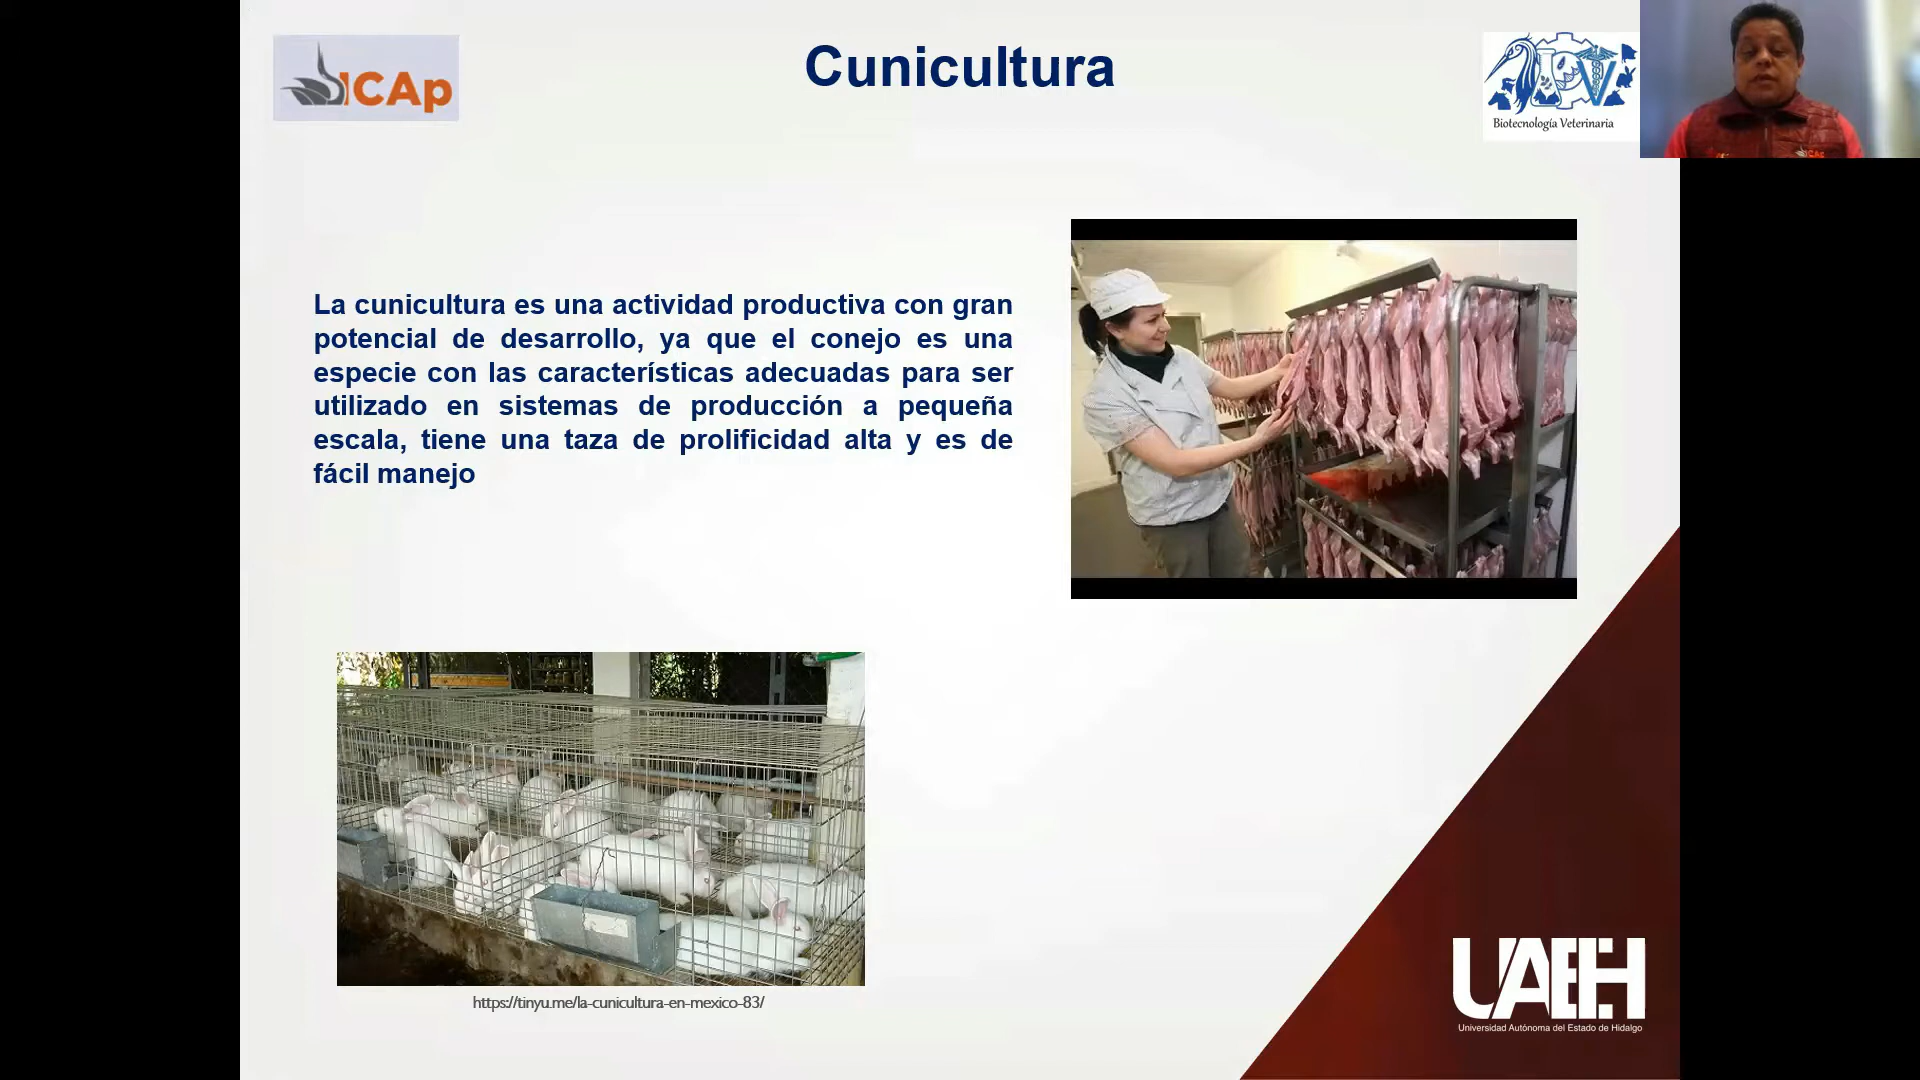 ICAp
Cunicultura
Biotecnología Veterinaria
La cunicultura es una actividad productiva con gran
potencial de desarrollo, ya que el conejo es una
especie con las características adecuadas para ser
utilizado en sistemas de producción a pequeña
escala, tiene una taza de prolificidad alta y es de
fácil manejo
https://tinyu.me/la-cunicultura-en-mexico-83/
UAEH
Universidad Autónoma del Estado de Hidalgo